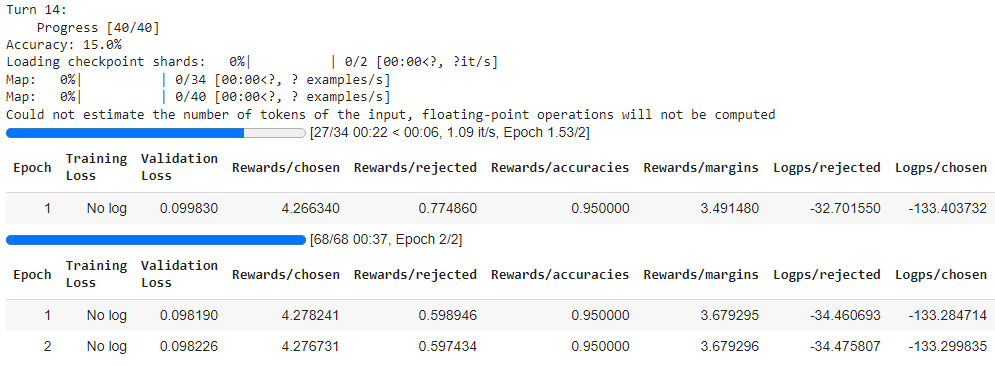 Turn 14:
    Progress [40/40]
Accuracy: 15.0%
Loading checkpoint shards:   0%|          | 0/2 [00:00<?, ?it/s]
Map:   0%|          | 0/34 [00:00<?, ? examples/s]
Map:   0%|          | 0/40 [00:00<?, ? examples/s]
Could not estimate the number of tokens of the input, floating-point operations will not be computed
[27/34 00:22 < 00:06, 1.09 it/s, Epoch 1.53/2]
Epoch Training Loss Validation Loss Rewards/chosen Rewards/rejected Rewards/accuracies Rewards/margins Logps/rejected Logps/chosen
1 No log 0.099830 4.266340 0.774860 0.950000 3.491480 -32.701550 -133.403732
[68/68 00:37, Epoch 2/2]
Epoch Training Loss Validation Loss Rewards/chosen Rewards/rejected Rewards/accuracies Rewards/margins Logps/rejected Logps/chosen
1 No log 0.098190 4.278241 0.598946 0.950000 3.679295 -34.460693 -133.284714
2 No log 0.098226 4.276731 0.597434 0.950000 3.679296 -34.475807 -133.299835